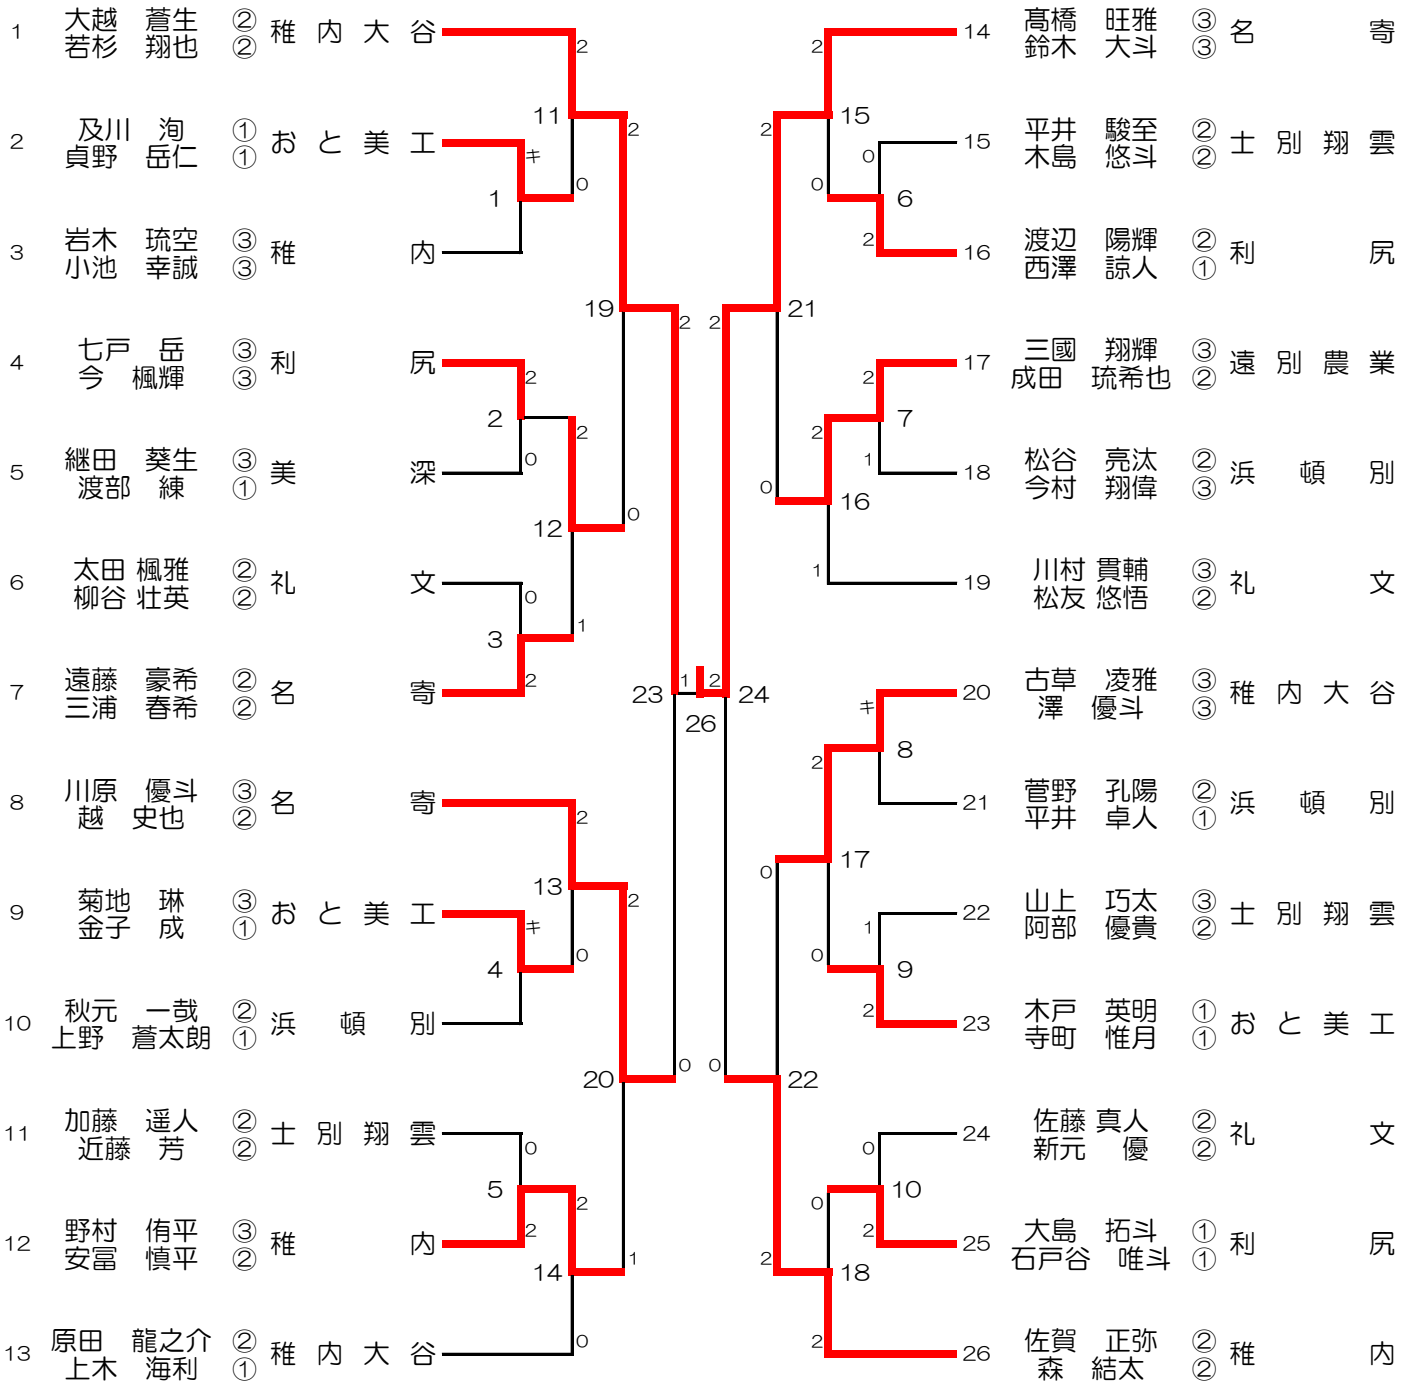 1 大越 蒼生 ② 稚内大谷
若杉 翔也 ②
2 及川 洵 ① おと美工
貞野 岳仁 ①
3 岩木 琉空 ③ 稚内
小池 幸誠 ③
4 七戸 岳 ③ 利尻
今 楓輝 ③
5 継田 葵生 ③ 美深
渡部 練 ①
6 太田 楓雅 ② 礼文
柳谷 壮英 ②
7 遠藤 豪希 ② 名寄
三浦 春希 ②
8 川原 優斗 ③ 名寄
越 史也 ②
9 菊地 琳 ③ おと美工
金子 成 ①
10 秋元 一哉 ② 浜頓別
上野 蒼太朗 ①
11 加藤 遥人 ② 士別翔雲
近藤 芳 ②
12 野村 侑平 ③ 稚内
安冨 慎平 ②
13 原田 龍之介 ② 稚内大谷
上木 海利 ①
キ
0
1
2
0
2
0
2
3
キ
4
0
2
5
2
0
11
2
1
12
2
0
13
2
0
14
2
0
19
2
1
20
2
0
23
1
2
26
24
2
0
21
2
0
22
0
2
15
2
0
16
2
1
17
2
0
18
0
2
6
0
2
7
2
1
8
キ
9
1
2
10
0
2
14 髙橋 旺雅 ③ 名寄
鈴木 大斗 ③
15 平井 駿至 ② 士別翔雲
木島 悠斗 ②
16 渡辺 陽輝 ② 利尻
西澤 諒人 ①
17 三國 翔輝 ③ 遠別農業
成田 琉希也 ②
18 松谷 亮汰 ② 浜頓別
今村 翔偉 ③
19 川村 貫輔 ③ 礼文
松友 悠悟 ②
20 古草 凌雅 ③ 稚内大谷
澤 優斗 ③
21 菅野 孔陽 ② 浜頓別
平井 卓人 ①
22 山上 巧太 ③ 士別翔雲
阿部 優貴 ②
23 木戸 英明 ① おと美工
寺町 惟月 ①
24 佐藤 真人 ② 礼文
新元 優 ②
25 大島 拓斗 ① 利尻
石戸谷 唯斗 ①
26 佐賀 正弥 ② 稚内
森 結太 ②